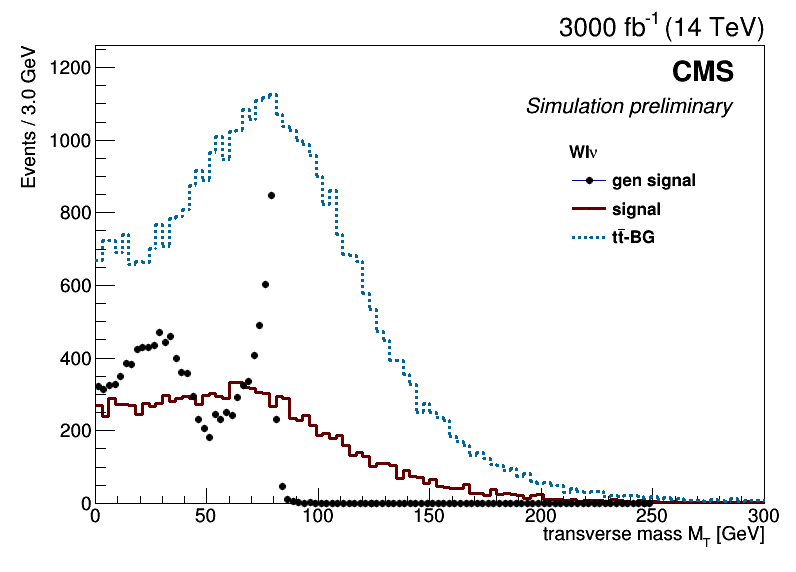 3000 fb⁻¹ (14 TeV)
CMS
Simulation preliminary
Wlν
gen signal
signal
tt̄-BG
Events / 3.0 GeV
1200
1000
800
600
400
200
0
0 50 100 150 200 250 300
transverse mass M_T [GeV]